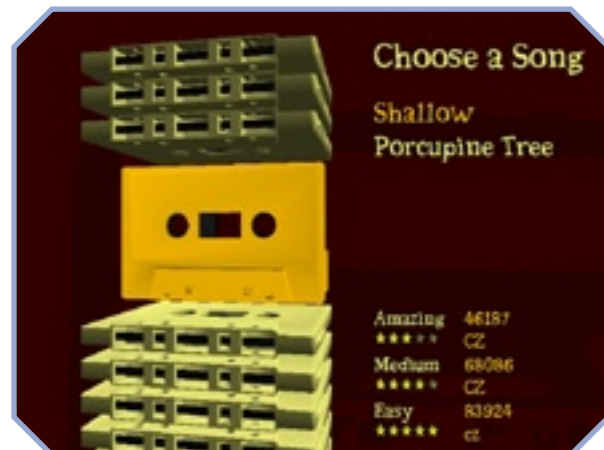 Choose a Song
Shallow
Porcupine Tree
Amazing 46187
★★★★★ CZ
Medium 68086
★★★★★ CZ
Easy 83924
★★★★★ cz